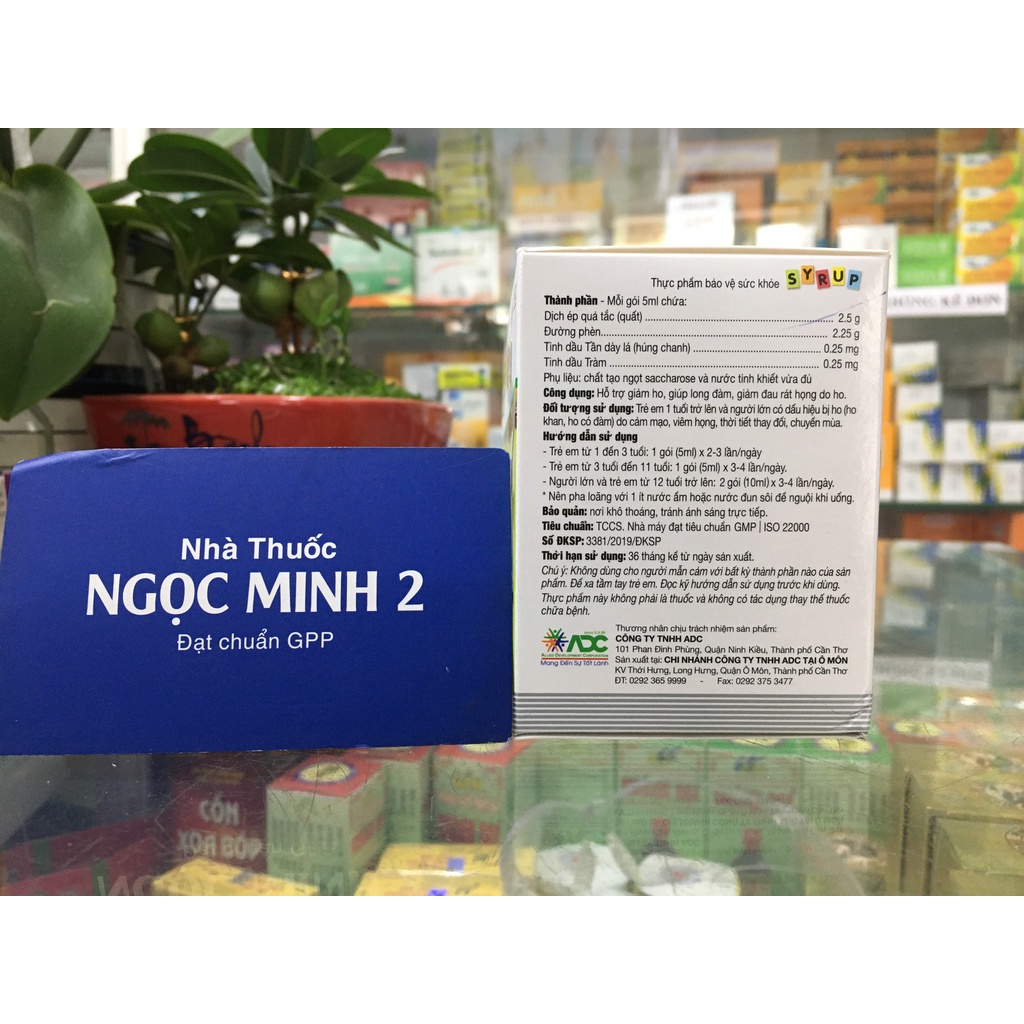 Nhà Thuốc
NGỌC MINH 2
Đạt chuẩn GPP
Thực phẩm bảo vệ sức khỏe SYRUP
Thành phần - Mỗi gói 5ml chứa:
Dịch ép quả tắc (quất) ........ 2.5 g
Đường phèn........ 2.25 g
Tinh dầu Tần dày lá (húng chanh) ........ 0.25 mg
Tinh dầu Tràm ........ 0.25 mg
Phụ liệu: chất tạo ngọt saccharose và nước tinh khiết vừa đủ
Công dụng: Hỗ trợ giảm ho, giúp long đàm, giảm đau rát họng do ho.
Đối tượng sử dụng: Trẻ em 1 tuổi trở lên và người lớn có dấu hiệu bị ho (ho
khan, ho có đàm) do cảm mạo, viêm họng, thời tiết thay đổi, chuyển mùa.
Hướng dẫn sử dụng
- Trẻ em từ 1 đến 3 tuổi: 1 gói (5ml) x 2-3 lần/ngày
- Trẻ em từ 3 tuổi đến 11 tuổi: 1 gói (5ml) x 3-4 lần/ngày.
- Người lớn và trẻ em từ 12 tuổi trở lên: 2 gói (10ml) x 3-4 lần/ngày.
* Nên pha loãng với 1 ít nước ấm hoặc nước đun sôi để nguội khi uống.
Bảo quản: nơi khô thoáng, tránh ánh sáng trực tiếp.
Tiêu chuẩn: TCCS. Nhà máy đạt tiêu chuẩn GMP | ISO 22000
Số ĐKSP: 3381/2019/ĐKSP
Thời hạn sử dụng: 36 tháng kể từ ngày sản xuất.
Chú ý: Không dùng cho người mẫn cảm với bất kỳ thành phần nào của sản
phẩm. Để xa tầm tay trẻ em. Đọc kỹ hướng dẫn sử dụng trước khi dùng.
Thực phẩm này không phải là thuốc và không có tác dụng thay thế thuốc
chữa bệnh.
ADC
ALLIED DEVELOPMENT CORPORATION
Mang Đến Sự Tốt Lành
Thương nhân chịu trách nhiệm sản phẩm:
CÔNG TY TNHH ADC
101 Phan Đình Phùng, Quận Ninh Kiều, Thành phố Cần Thơ
Sản xuất tại: CHI NHÁNH CÔNG TY TNHH ADC TẠI Ô MÔN
KV Thới Hưng, Long Hưng, Quận Ô Môn, Thành phố Cần Thơ
ĐT: 0292 365 9999 - Fax: 0292 375 3477